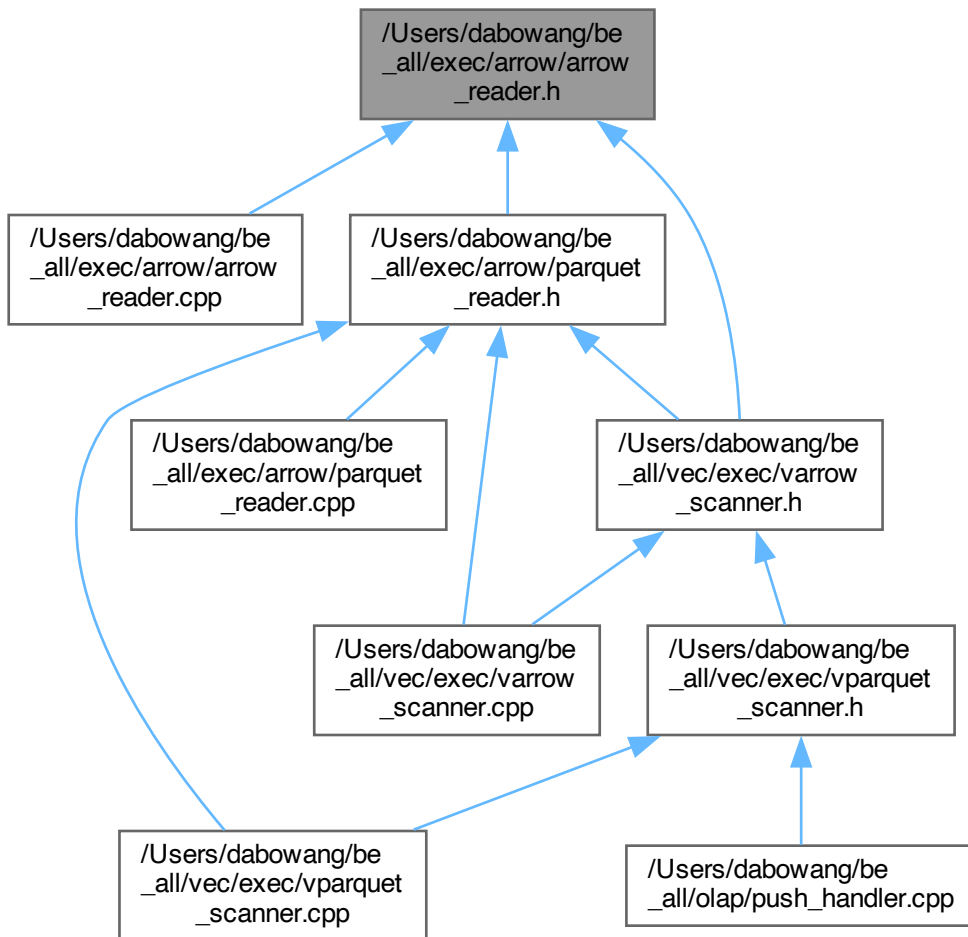 /Users/dabowang/be
_all/exec/arrow/arrow
_reader.h
/Users/dabowang/be
_all/exec/arrow/arrow
_reader.cpp
/Users/dabowang/be
_all/exec/arrow/parquet
_reader.h
/Users/dabowang/be
_all/exec/arrow/parquet
_reader.cpp
/Users/dabowang/be
_all/vec/exec/varrow
_scanner.h
/Users/dabowang/be
_all/vec/exec/varrow
_scanner.cpp
/Users/dabowang/be
_all/vec/exec/vparquet
_scanner.h
/Users/dabowang/be
_all/vec/exec/vparquet
_scanner.cpp
/Users/dabowang/be
_all/olap/push_handler.cpp